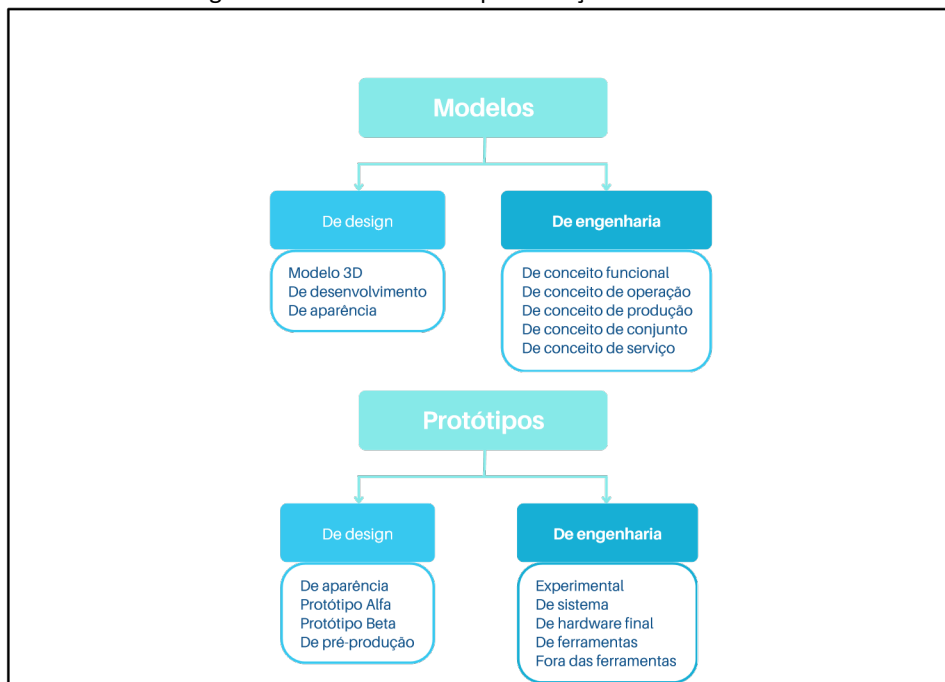 Modelos
De design
De engenharia
Modelo 3D
De desenvolvimento
De aparência
De conceito funcional
De conceito de operação
De conceito de produção
De conceito de conjunto
De conceito de serviço
Protótipos
De design
De engenharia
De aparência
Protótipo Alfa
Protótipo Beta
De pré-produção
Experimental
De sistema
De hardware final
De ferramentas
Fora das ferramentas